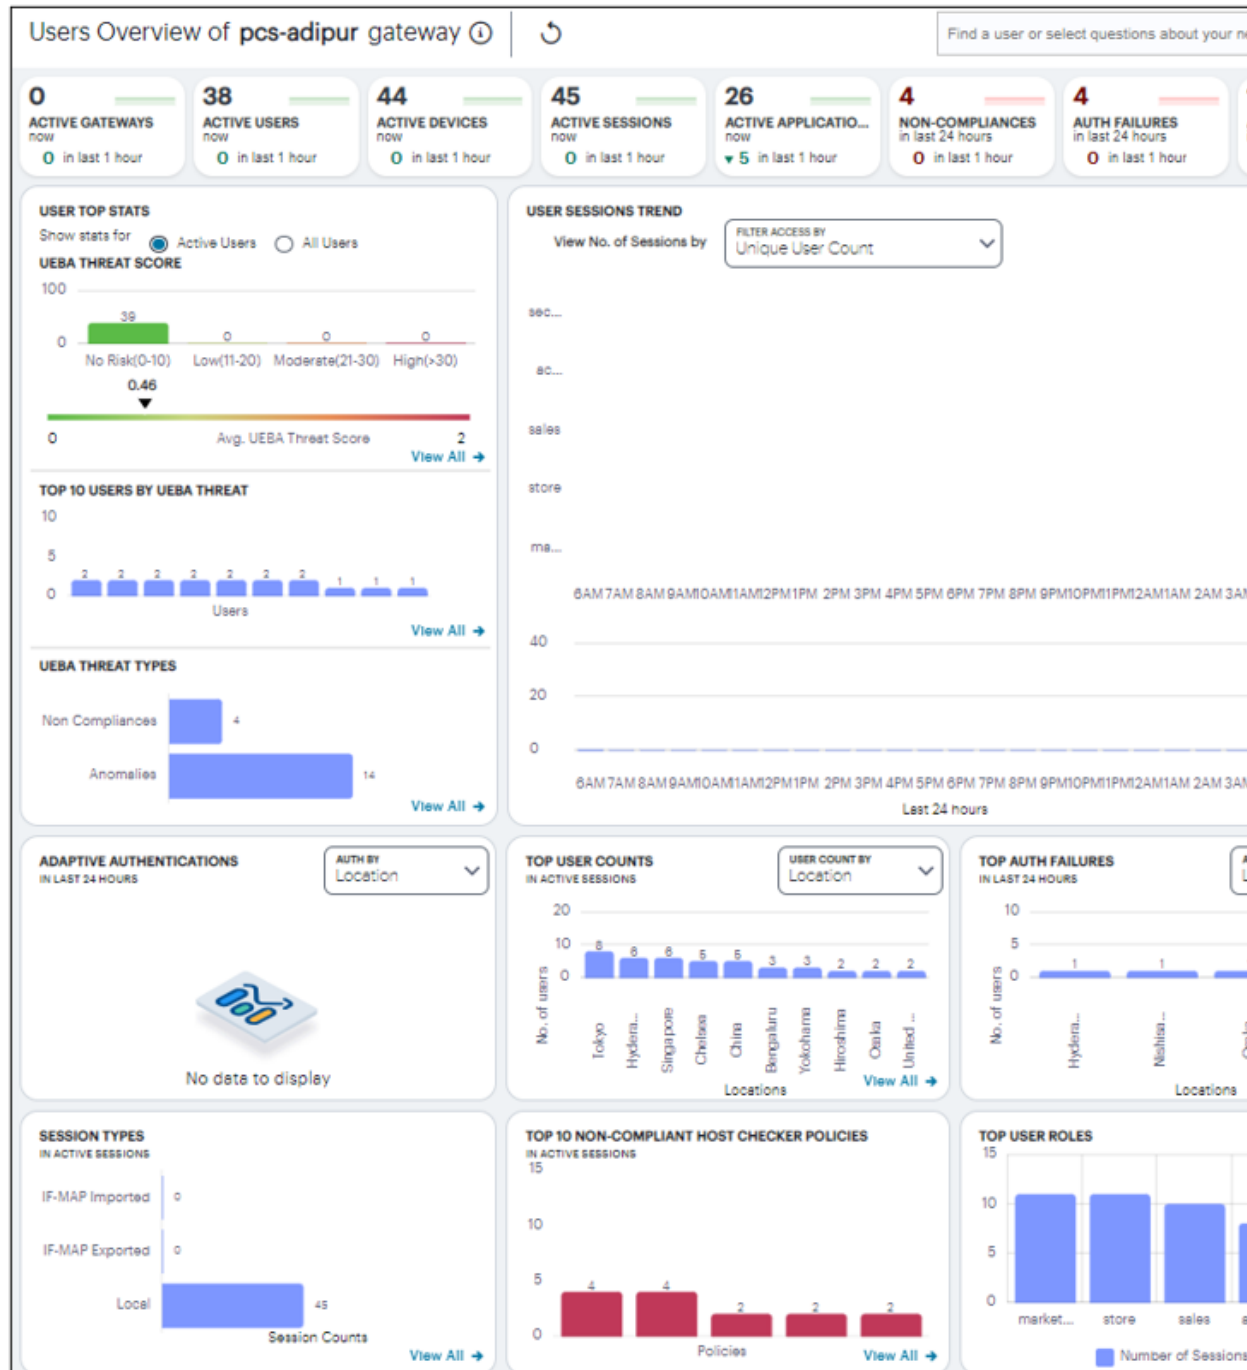 Users Overview of pcs-adipur gateway
Find a user or select questions about your ne
0
ACTIVE GATEWAYS
now
0 in last 1 hour
38
ACTIVE USERS
now
0 in last 1 hour
44
ACTIVE DEVICES
now
0 in last 1 hour
45
ACTIVE SESSIONS
now
0 in last 1 hour
26
ACTIVE APPLICATIO...
now
5 in last 1 hour
4
NON-COMPLIANCES
in last 24 hours
0 in last 1 hour
4
AUTH FAILURES
in last 24 hours
0 in last 1 hour
USER TOP STATS
Show stats for Active Users All Users
UEBA THREAT SCORE
100
39 0 0 0
0
No Risk(0-10) Low(11-20) Moderate(21-30) High(>30)
0.46
0 Avg. UEBA Threat Score 2
View All →
TOP 10 USERS BY UEBA THREAT
10
5
2 2 2 2 2 2 2 1 1 1
0
Users
View All →
UEBA THREAT TYPES
Non Compliances 4
Anomalies 14
View All →
USER SESSIONS TREND
View No. of Sessions by
FILTER ACCESS BY
Unique User Count
sec...
ac...
sales
store
ma...
6AM 7AM 8AM 9AM10AM11AM12PM1PM 2PM 3PM 4PM 5PM 6PM 7PM 8PM 9PM10PM11PM12AM1AM 2AM 3AM
40
20
0
6AM 7AM 8AM 9AM10AM11AM12PM1PM 2PM 3PM 4PM 5PM 6PM 7PM 8PM 9PM10PM11PM12AM1AM 2AM 3AM
Last 24 hours
ADAPTIVE AUTHENTICATIONS
IN LAST 24 HOURS
AUTH BY
Location
No data to display
TOP USER COUNTS
IN ACTIVE SESSIONS
USER COUNT BY
Location
No. of users
20
10
0
8 6 6 5 5 3 3 2 2 2
Tokyo
Hydera...
Singapore
Chelsea
China
Bengaluru
Yokohama
Hiroshima
Osaka
United ...
Locations
View All →
TOP AUTH FAILURES
IN LAST 24 HOURS
No. of users
10
5
0
1 1
Hydera...
Nishisa...
Locations
SESSION TYPES
IN ACTIVE SESSIONS
IF-MAP Imported 0
IF-MAP Exported 0
Local 45
Session Counts
View All →
TOP 10 NON-COMPLIANT HOST CHECKER POLICIES
IN ACTIVE SESSIONS
15
10
5
0
4 4 2 2 2
Policies
View All →
TOP USER ROLES
15
10
5
0
market... store sales
Number of Sessions